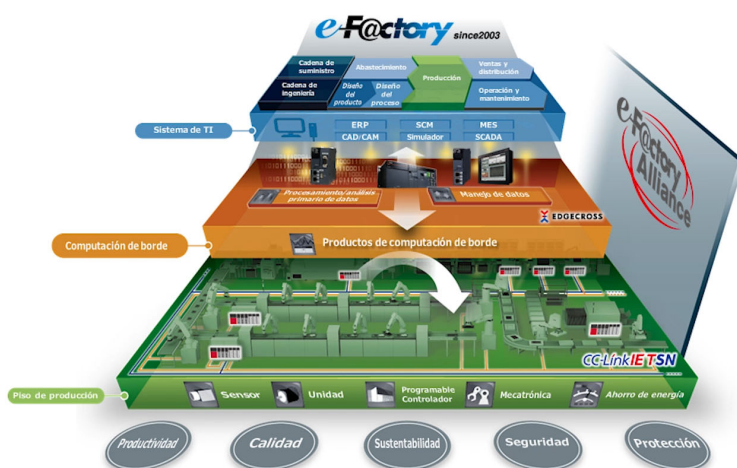 e-F@ctory since2003
Cadena de
suministro
Abastecimiento
Producción
Ventas y
distribución
Cadena de
ingeniería
Diseño
del
producto
Diseño
del
proceso
Operación y
mantenimiento
Sistema de TI
ERP
SCM
MES
CAD/CAM
Simulador
SCADA
e-F@ctory
Alliance
Procesamiento/análisis
primario de datos
Manejo de datos
EDGECROSS
Computación de borde
Productos de computación de borde
CC-Link IE TSN
Piso de producción
Sensor
Unidad
Programable
Controlador
Mecatrónica
Ahorro de energía
Productividad
Calidad
Sustentabilidad
Seguridad
Protección